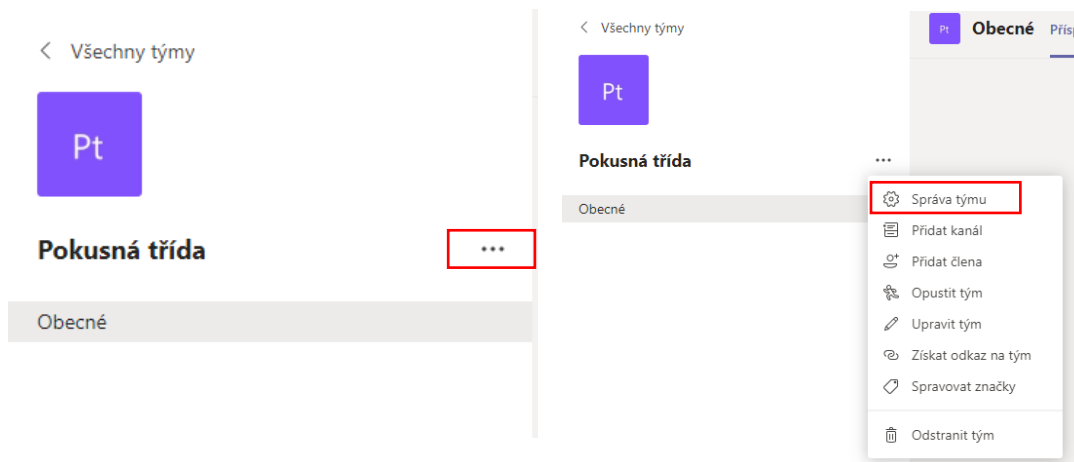 Všechny týmy
Pt
Pokusná třída
...
Obecné
Všechny týmy
Pt
Pokusná třída
...
Obecné
Pt Obecné Přís
Správa týmu
Přidat kanál
Přidat člena
Opustit tým
Upravit tým
Získat odkaz na tým
Spravovat značky
Odstranit tým